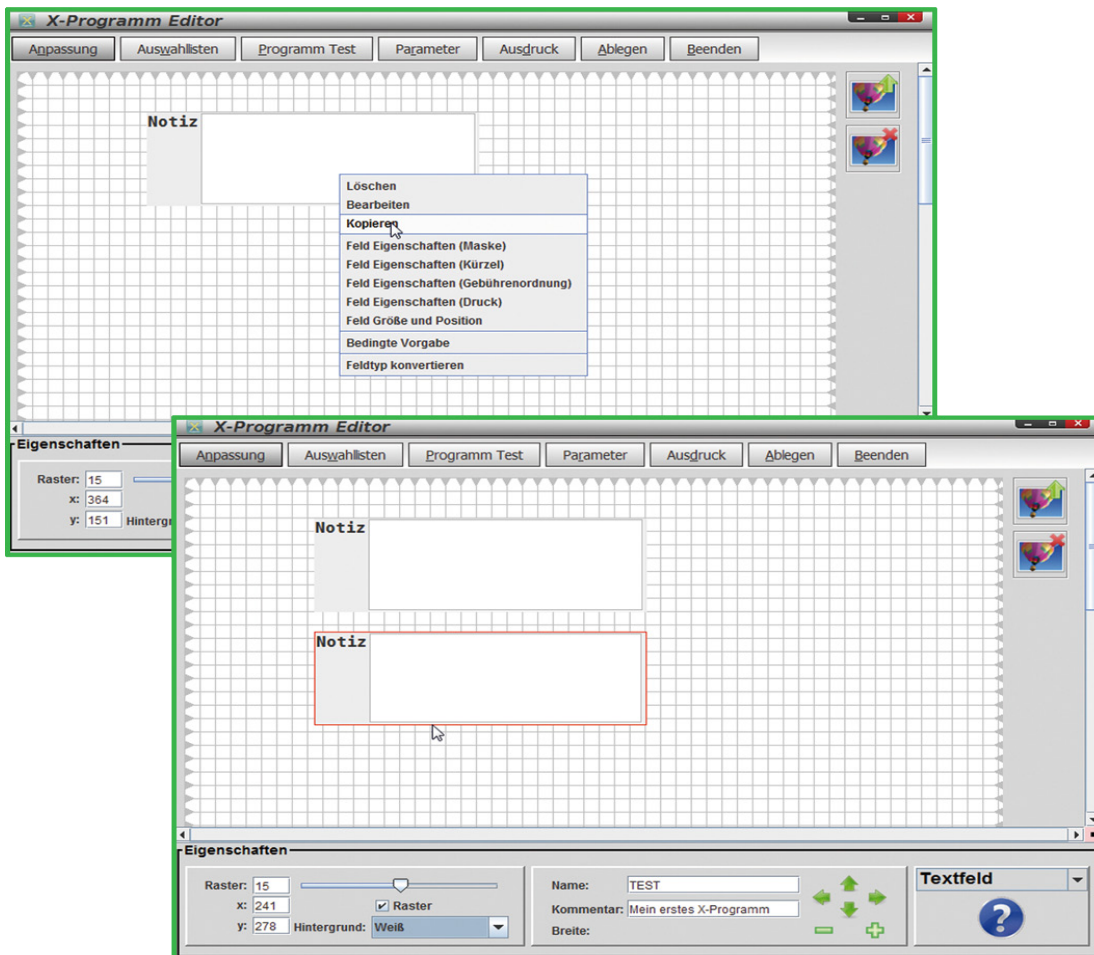 X-Programm Editor
Anpassung Auswahllisten Programm Test Parameter Ausdruck Ablegen Beenden
Notiz
Löschen
Bearbeiten
Kopieren
Feld Eigenschaften (Maske)
Feld Eigenschaften (Kürzel)
Feld Eigenschaften (Gebührenordnung)
Feld Eigenschaften (Druck)
Feld Größe und Position
Bedingte Vorgabe
Feldtyp konvertieren
Eigenschaften
Raster: 15
x: 364
y: 151
X-Programm Editor
Anpassung Auswahllisten Programm Test Parameter Ausdruck Ablegen Beenden
Notiz
Notiz
Eigenschaften
Raster: 15
x: 241 Raster
y: 278 Hintergrund: Weiß
Name: TEST
Kommentar: Mein erstes X-Programm
Breite:
Textfeld
?